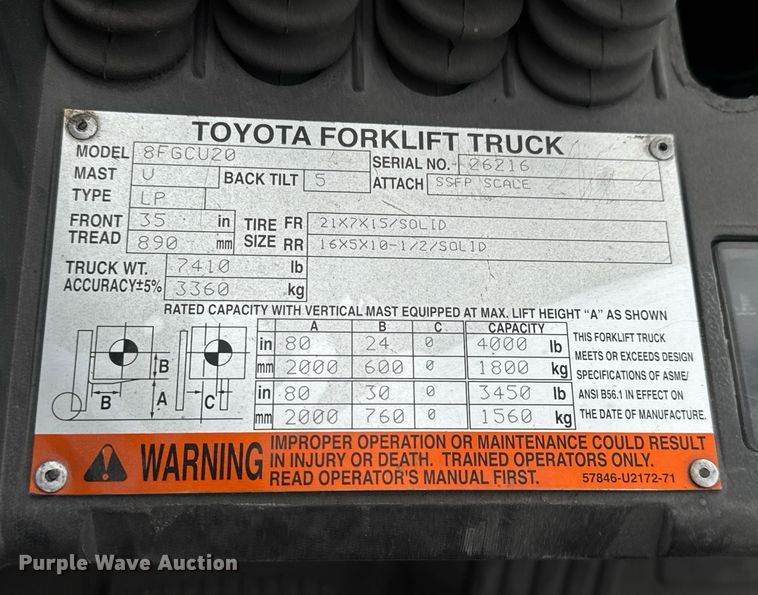 TOYOTA FORKLIFT TRUCK
MODEL 8FGCU20 SERIAL NO. 26216
MAST V BACK TILT 5 ATTACH SSFP SCALE
TYPE LP
FRONT TREAD 35 in TIRE SIZE FR 21X7X15/SOLID
890 mm RR 16X5X10-1/2/SOLID
TRUCK WT. 7410 lb
ACCURACY±5% 3360 kg
RATED CAPACITY WITH VERTICAL MAST EQUIPPED AT MAX. LIFT HEIGHT "A" AS SHOWN
A B C CAPACITY
in 80 24 0 4000 lb
mm 2000 600 0 1800 kg
in 80 30 0 3450 lb
mm 2000 760 0 1560 kg
B B A C
THIS FORKLIFT TRUCK
MEETS OR EXCEEDS DESIGN
SPECIFICATIONS OF ASME/
ANSI B56.1 IN EFFECT ON
THE DATE OF MANUFACTURE.
WARNING
IMPROPER OPERATION OR MAINTENANCE COULD RESULT
IN INJURY OR DEATH. TRAINED OPERATORS ONLY.
READ OPERATOR'S MANUAL FIRST.
57846-U2172-71
Purple Wave Auction